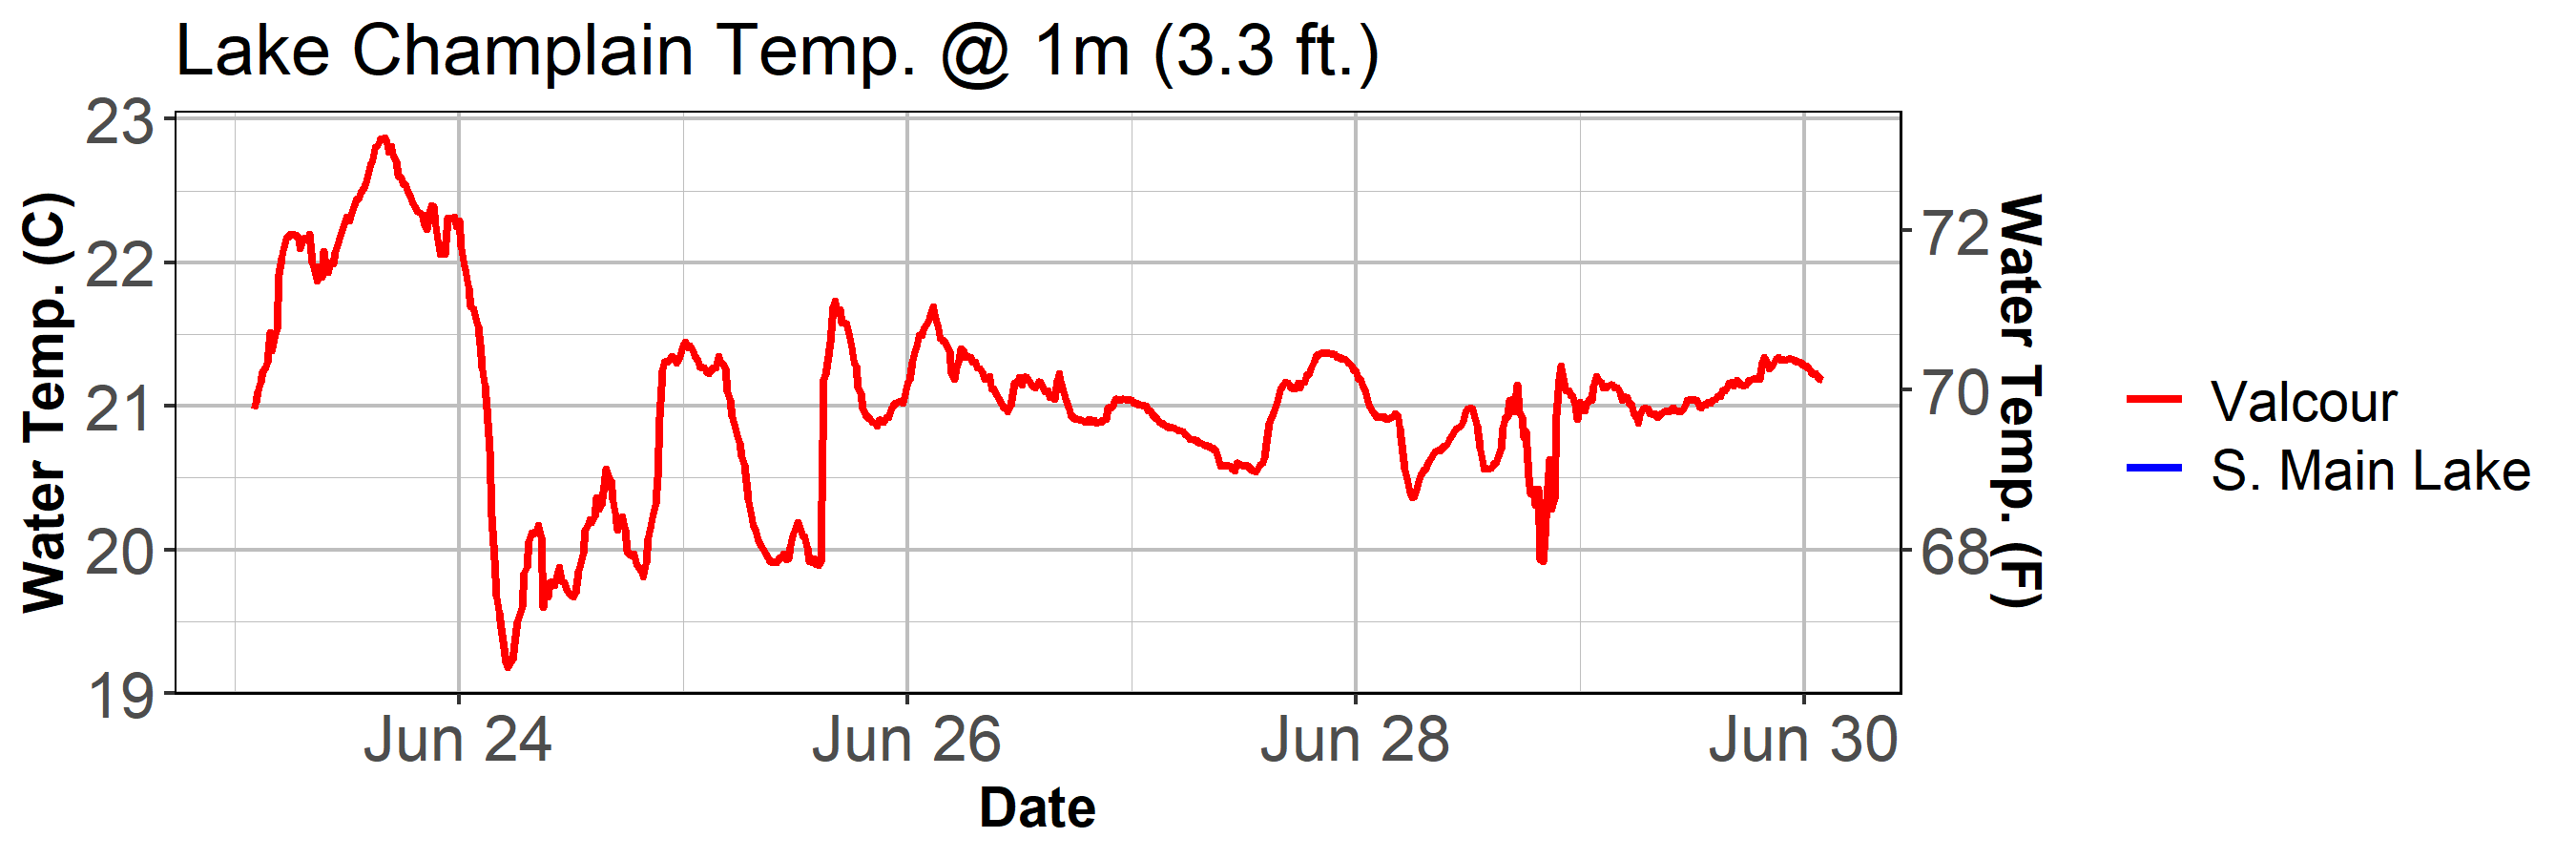 Lake Champlain Temp. @ 1m (3.3 ft.)
Water Temp. (C)
23
22
21
20
19
72
70
68
Water Temp. (F)
Jun 24 Jun 26 Jun 28 Jun 30
Date
Valcour
S. Main Lake